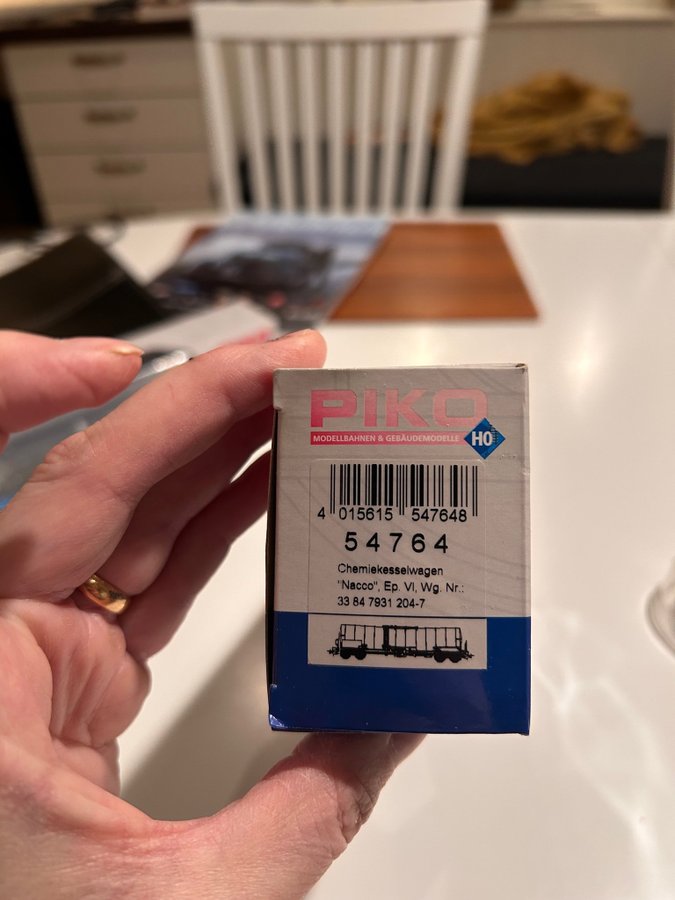 PIKO
MODELLBAHNEN & GEBÄUDEMODELLE
H0
4 015615 547648
54764
Chemiekesselwagen
"Nacco", Ep. VI, Wg. Nr.:
33 84 7931 204-7